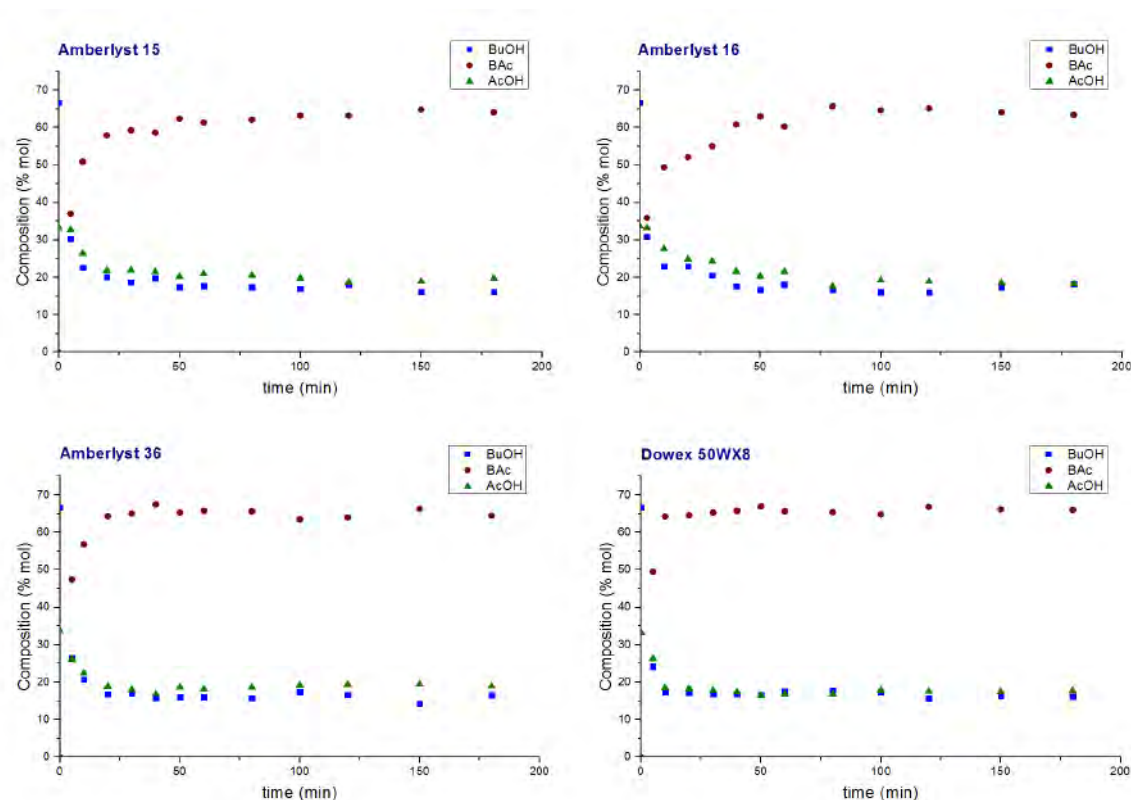 Amberlyst 15
BuOH
BAc
AcOH
Composition (% mol)
70
60
50
40
30
20
10
0
0 50 100 150 200
time (min)
Amberlyst 16
BuOH
BAc
AcOH
Composition (% mol)
70
60
50
40
30
20
10
0
0 50 100 150 200
time (min)
Amberlyst 36
BuOH
BAc
AcOH
Composition (% mol)
70
60
50
40
30
20
10
0
0 50 100 150 200
time (min)
Dowex 50WX8
BuOH
BAc
AcOH
Composition (% mol)
70
60
50
40
30
20
10
0
0 50 100 150 200
time (min)